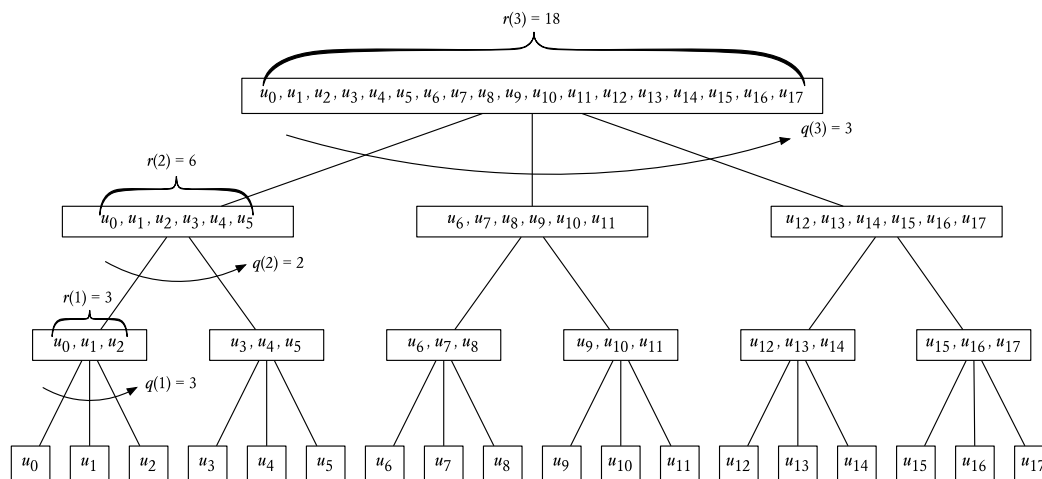 r(3) = 18
u0, u1, u2, u3, u4, u5, u6, u7, u8, u9, u10, u11, u12, u13, u14, u15, u16, u17
q(3) = 3
r(2) = 6
u0, u1, u2, u3, u4, u5
u6, u7, u8, u9, u10, u11
u12, u13, u14, u15, u16, u17
q(2) = 2
r(1) = 3
u0, u1, u2
u3, u4, u5
u6, u7, u8
u9, u10, u11
u12, u13, u14
u15, u16, u17
q(1) = 3
u0 u1 u2 u3 u4 u5 u6 u7 u8 u9 u10 u11 u12 u13 u14 u15 u16 u17